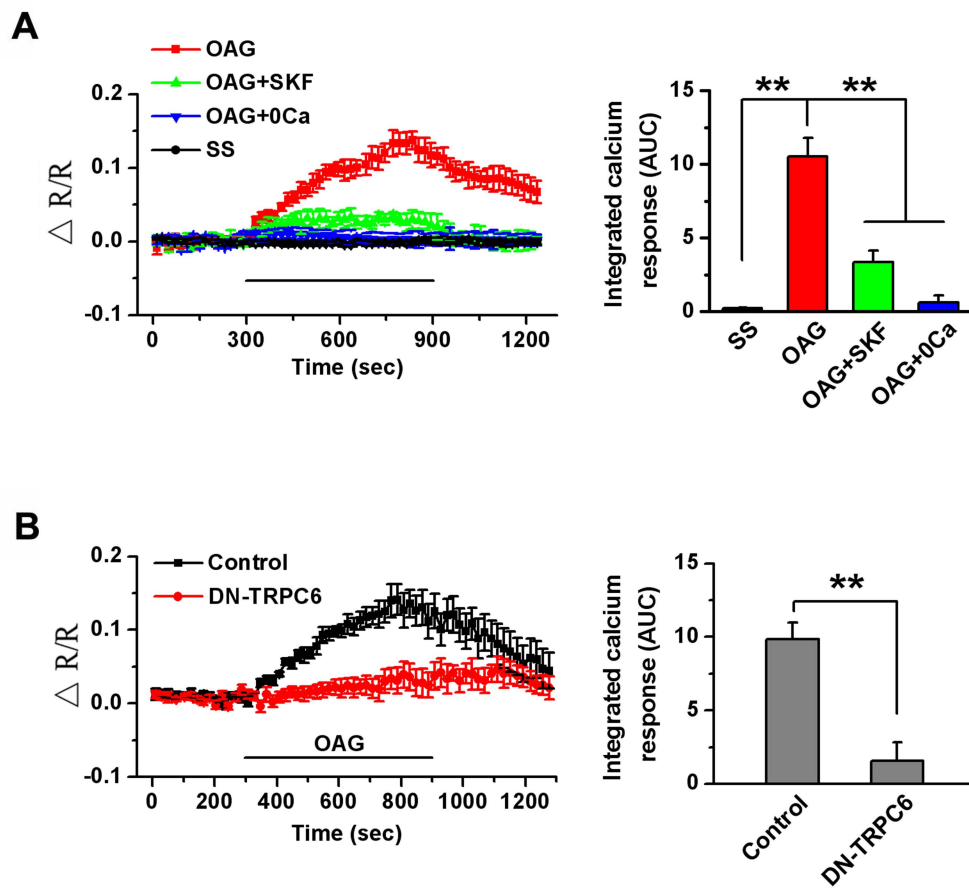 A
OAG
OAG+SKF
OAG+0Ca
SS
0.2
0.1
0.0
-0.1
△ R/R
0 300 600 900 1200
Time (sec)
15
10
5
0
Integrated calcium
response (AUC)
** **
SS OAG OAG+SKF OAG+0Ca
B
Control
DN-TRPC6
0.2
0.1
0.0
-0.1
△ R/R
OAG
0 200 400 600 800 1000 1200
Time (sec)
15
10
5
0
Integrated calcium
response (AUC)
**
Control DN-TRPC6